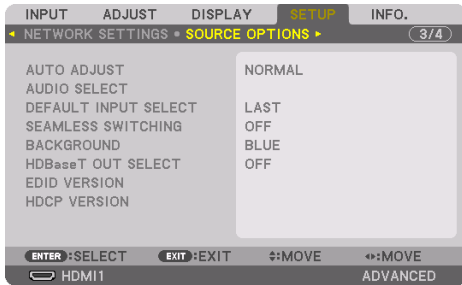 INPUT ADJUST DISPLAY SETUP INFO.
NETWORK SETTINGS • SOURCE OPTIONS 3/4
AUTO ADJUST NORMAL
AUDIO SELECT
DEFAULT INPUT SELECT LAST
SEAMLESS SWITCHING OFF
BACKGROUND BLUE
HDBaseT OUT SELECT OFF
EDID VERSION
HDCP VERSION
ENTER :SELECT EXIT :EXIT :MOVE :MOVE
HDMI1 ADVANCED